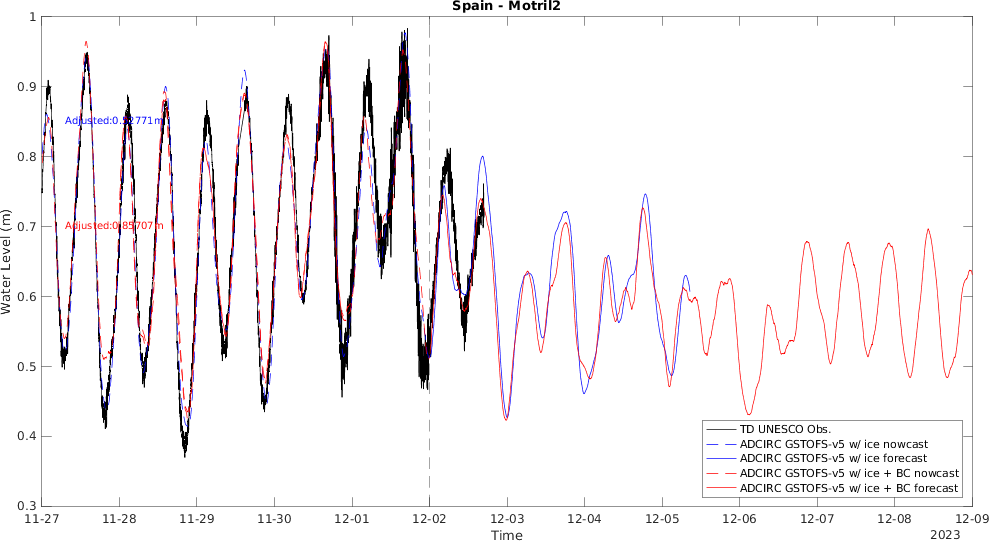 Spain - Motril2
Water Level (m)
1
0.9
0.8
0.7
0.6
0.5
0.4
0.3
Adjusted:0.52771m
Adjusted:0.85707m
TD UNESCO Obs.
ADCIRC GSTOFS-v5 w/ ice nowcast
ADCIRC GSTOFS-v5 w/ ice forecast
ADCIRC GSTOFS-v5 w/ ice + BC nowcast
ADCIRC GSTOFS-v5 w/ ice + BC forecast
11-27 11-28 11-29 11-30 12-01 12-02 12-03 12-04 12-05 12-06 12-07 12-08 12-09
Time
2023